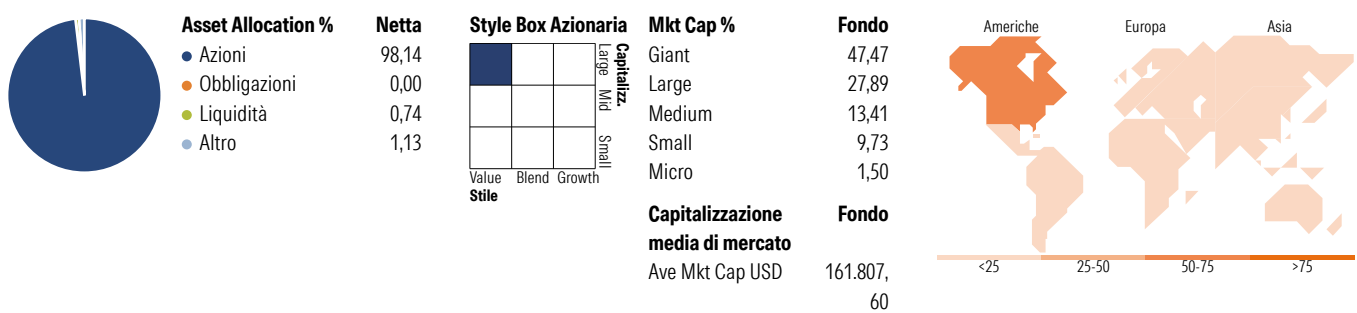 Asset Allocation % Netta
Azioni 98,14
Obbligazioni 0,00
Liquidità 0,74
Altro 1,13
Style Box Azionaria
Capitalizz.
Large Mid Small
Value Blend Growth
Stile
Mkt Cap % Fondo
Giant 47,47
Large 27,89
Medium 13,41
Small 9,73
Micro 1,50
Capitalizzazione Fondo
media di mercato
Ave Mkt Cap USD 161.807,
60
Americhe Europa Asia
<25 25-50 50-75 >75